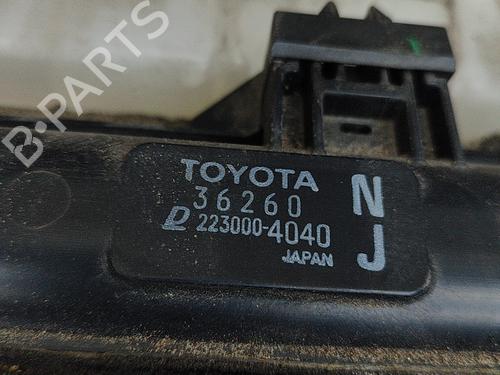 B-PARTS
TOYOTA
36260 N
D 223000-4040
JAPAN J